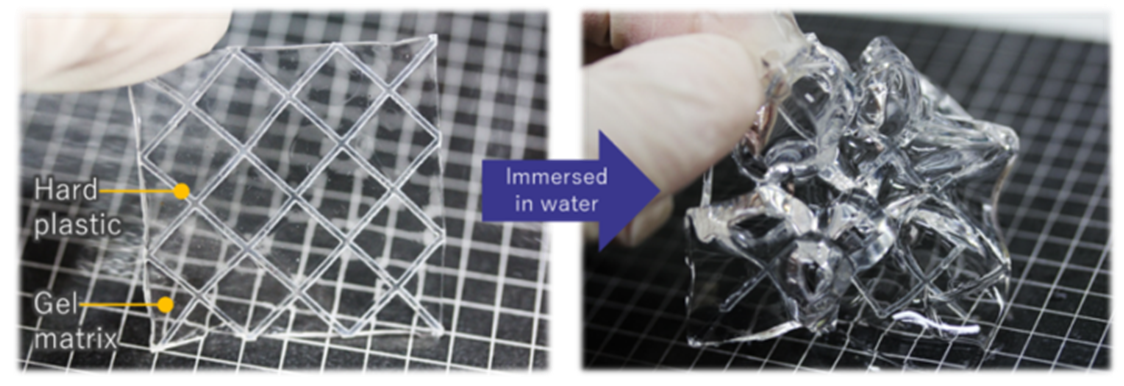 Hard
plastic
Gel
matrix
Immersed
in water